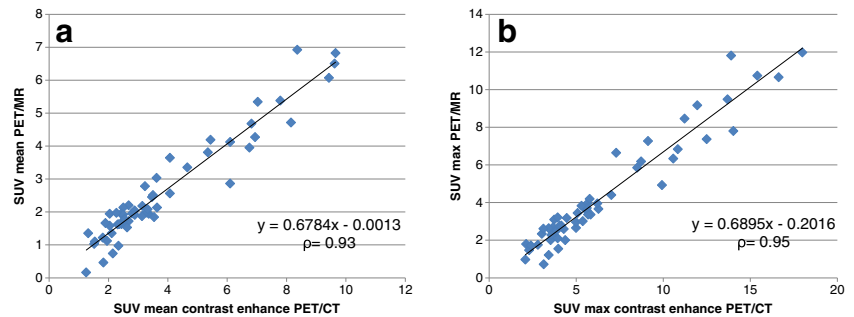 a
SUV mean PET/MR
8
7
6
5
4
3
2
1
0
y = 0.6784x - 0.0013
ρ= 0.93
0 2 4 6 8 10 12
SUV mean contrast enhance PET/CT
b
SUV max PET/MR
14
12
10
8
6
4
2
0
y = 0.6895x - 0.2016
ρ= 0.95
0 5 10 15 20
SUV max contrast enhance PET/CT